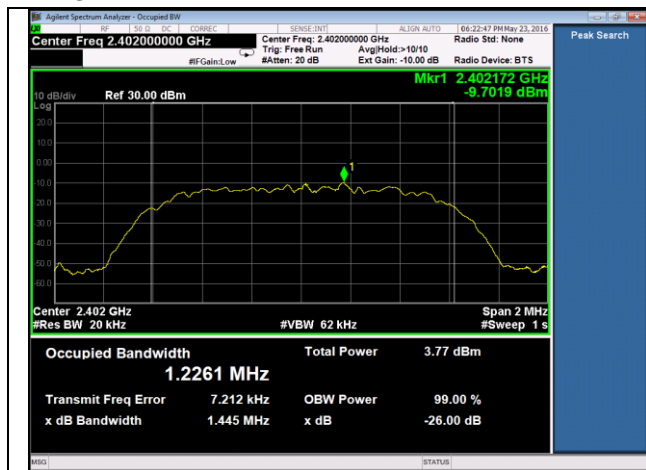 Agilent Spectrum Analyzer - Occupied BW
RF 50 Ω DC CORREC SENSE:INT ALIGN AUTO 06:22:47 PM May 23, 2016
Center Freq 2.402000000 GHz Center Freq: 2.402000000 GHz Radio Std: None Peak Search
Trig: Free Run Avg|Hold:>10/10
#IFGain:Low #Atten: 20 dB Ext Gain: -10.00 dB Radio Device: BTS
Mkr1 2.402172 GHz
10 dB/div Ref 30.00 dBm -9.7019 dBm
Log
20.0
10.0
0.00
1
-10.0
-20.0
-30.0
-40.0
-50.0
-60.0
Center 2.402 GHz Span 2 MHz
#Res BW 20 kHz #VBW 62 kHz #Sweep 1 s
Occupied Bandwidth Total Power 3.77 dBm
1.2261 MHz
Transmit Freq Error 7.212 kHz OBW Power 99.00 %
x dB Bandwidth 1.445 MHz x dB -26.00 dB
MSG STATUS